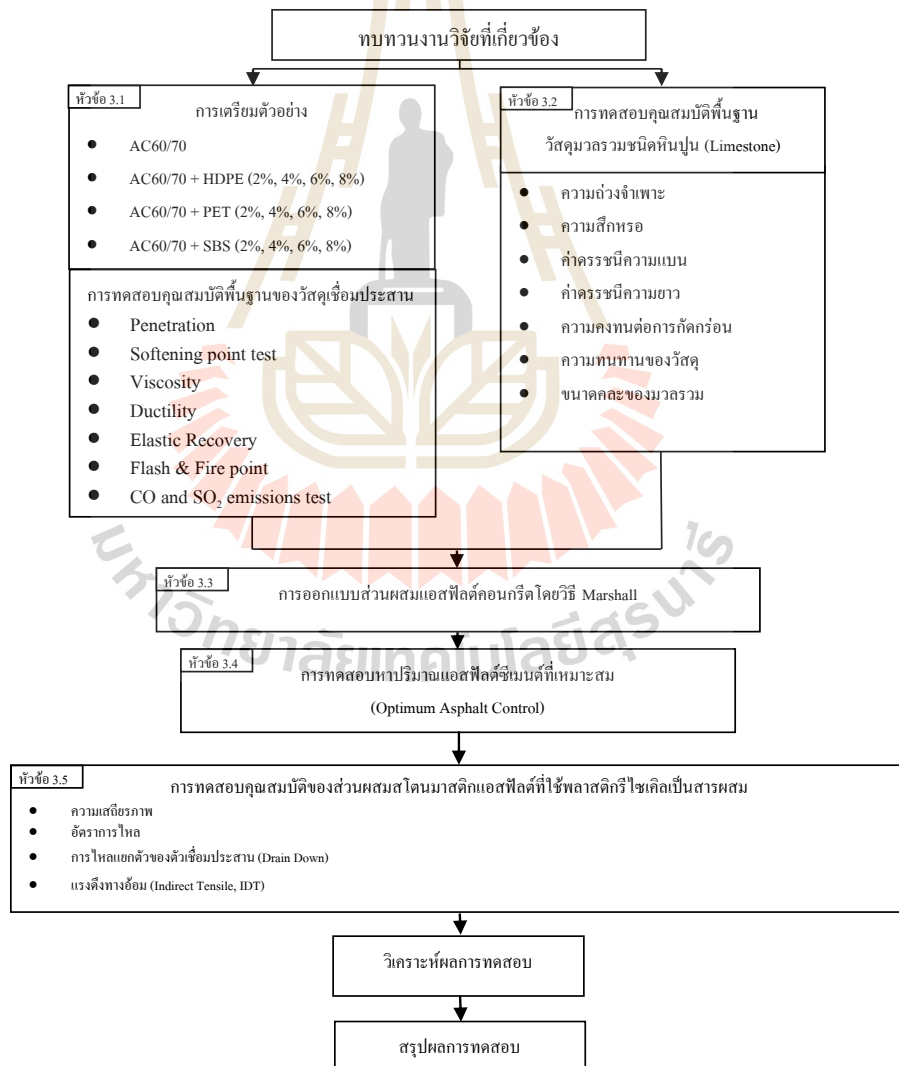 ทบทวนงานวิจัยที่เกี่ยวข้อง
หัวข้อ 3.1
การเตรียมตัวอย่าง
● AC60/70
● AC60/70 + HDPE (2%, 4%, 6%, 8%)
● AC60/70 + PET (2%, 4%, 6%, 8%)
● AC60/70 + SBS (2%, 4%, 6%, 8%)
การทดสอบคุณสมบัติพื้นฐานของวัสดุเชื่อมประสาน
● Penetration
● Softening point test
● Viscosity
● Ductility
● Elastic Recovery
● Flash & Fire point
● CO and SO₂ emissions test
หัวข้อ 3.2
การทดสอบคุณสมบัติพื้นฐาน
วัสดุมวลรวมชนิดหินปูน (Limestone)
● ความถ่วงจำเพาะ
● ความสึกหรอ
● ค่าดรรชนีความแบน
● ค่าดรรชนีความยาว
● ความคงทนต่อการกัดกร่อน
● ความทนทานของวัสดุ
● ขนาดคละของมวลรวม
หัวข้อ 3.3
การออกแบบส่วนผสมแอสฟัลต์คอนกรีตโดยวิธี Marshall
หัวข้อ 3.4
การทดสอบหาปริมาณแอสฟัลต์ซีเมนต์ที่เหมาะสม
(Optimum Asphalt Control)
หัวข้อ 3.5
การทดสอบคุณสมบัติของส่วนผสมสโตนมาสติกแอสฟัลต์ที่ใช้พลาสติกรีไซเคิลเป็นสารผสม
● ความเสถียรภาพ
● อัตราการไหล
● การไหลแยกตัวของตัวเชื่อมประสาน (Drain Down)
● แรงดึงทางอ้อม (Indirect Tensile, IDT)
วิเคราะห์ผลการทดสอบ
สรุปผลการทดสอบ
มหาวิทยาลัยเทคโนโลยีสุรนารี